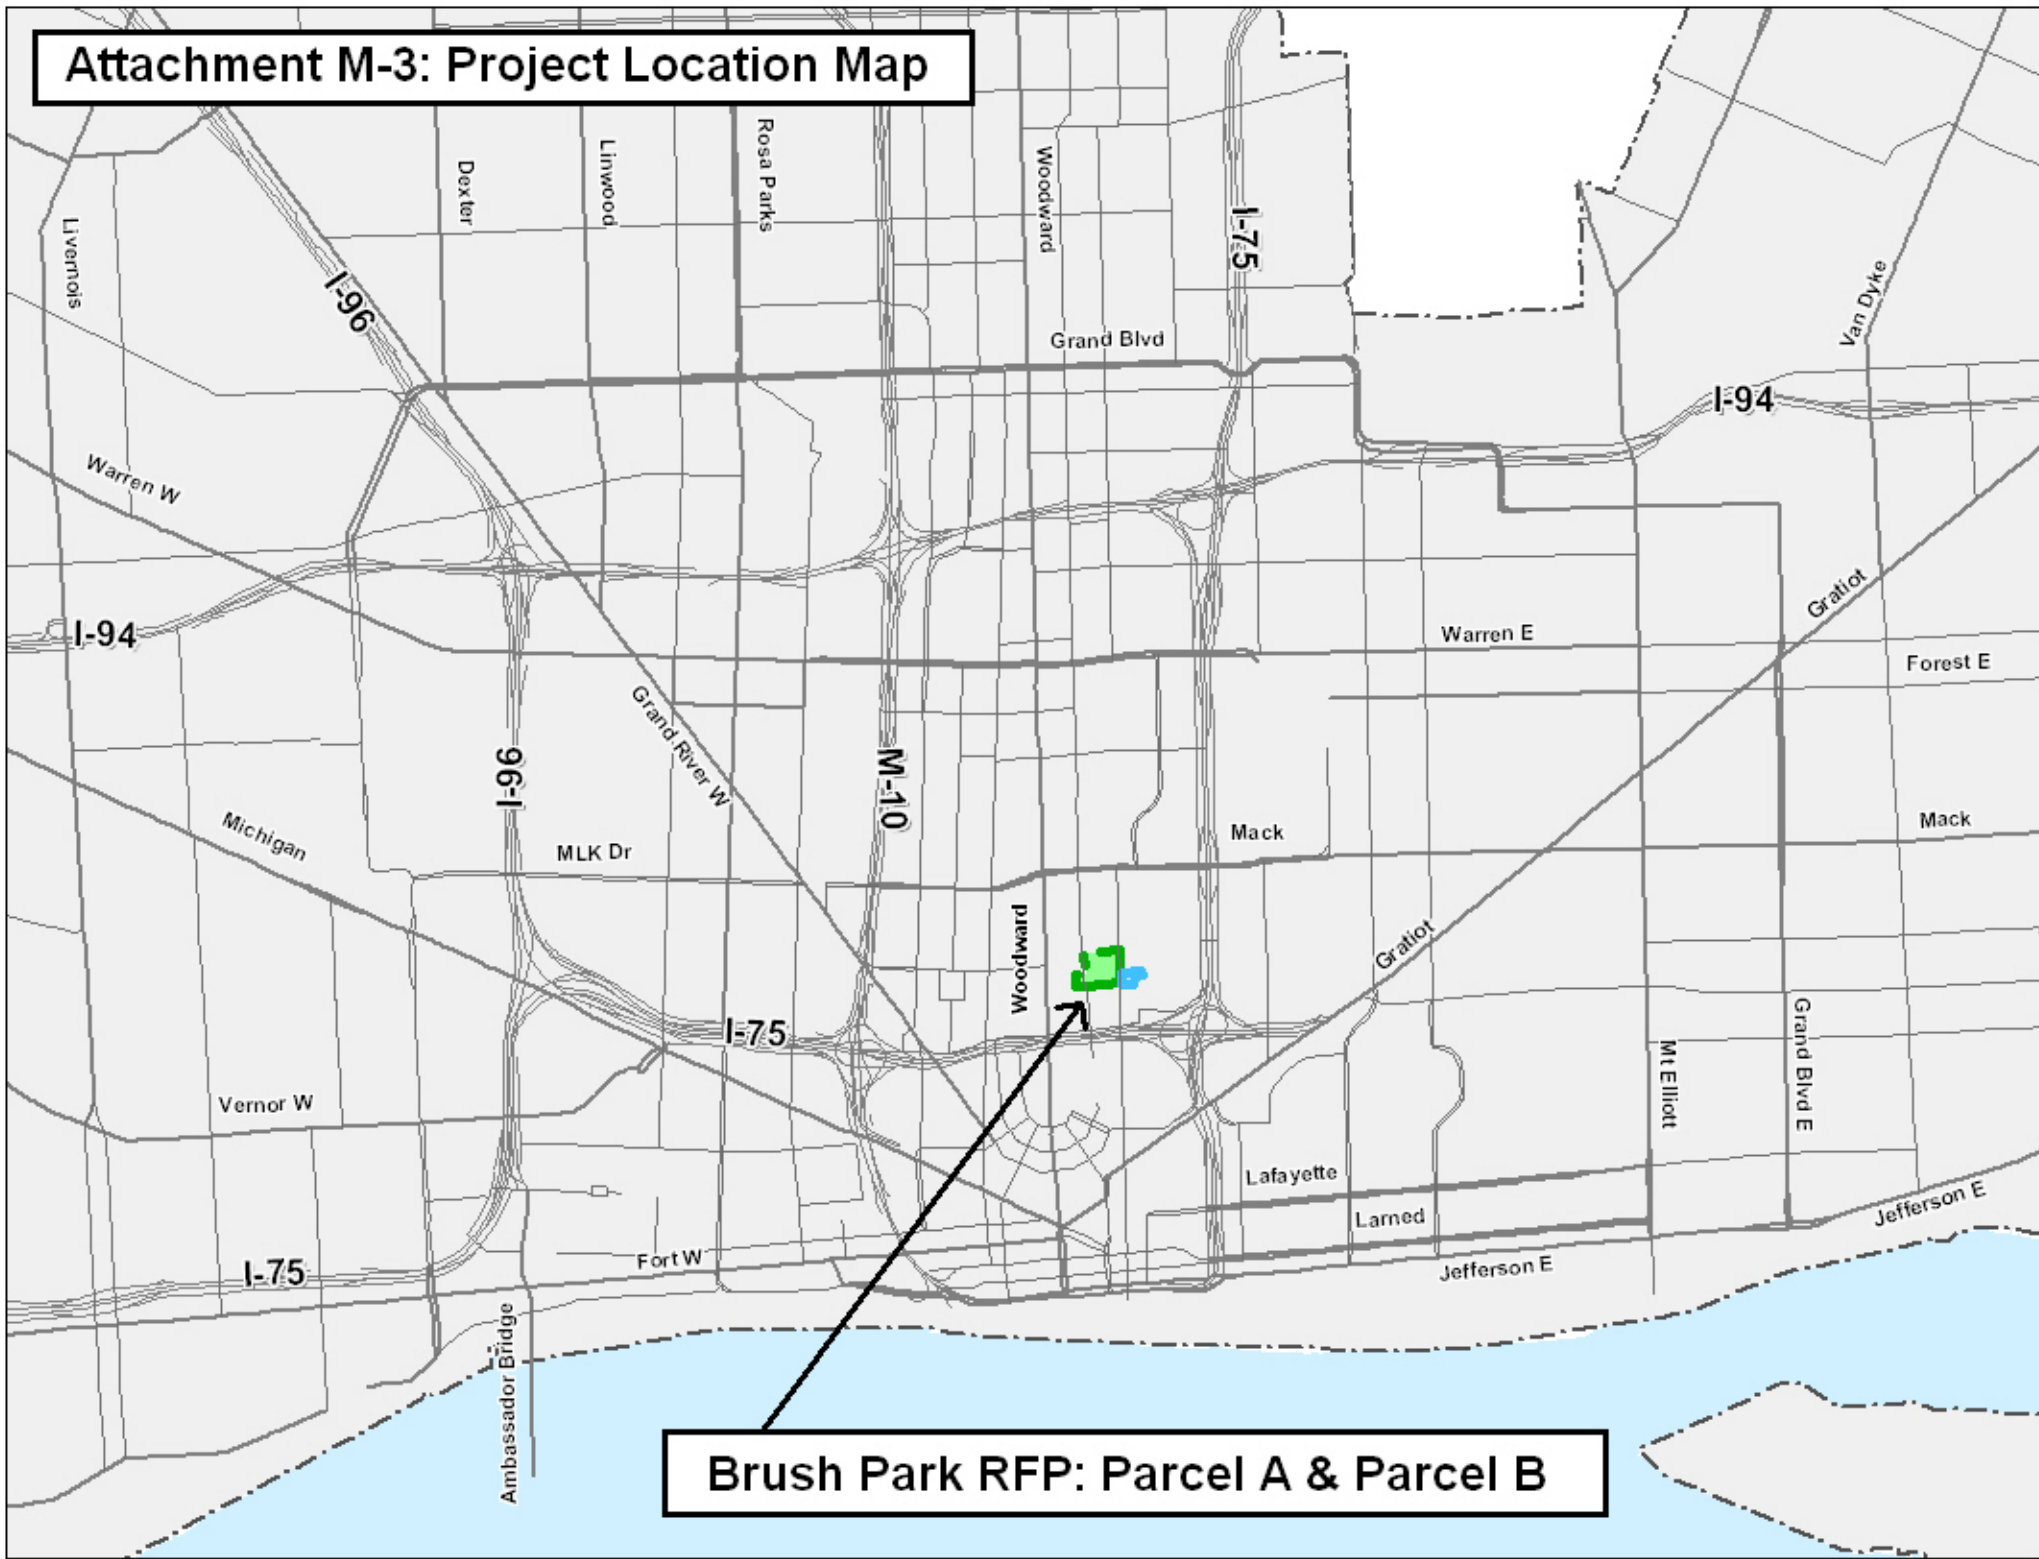 Attachment M-3: Project Location Map
Dexter
Linwood
Rosa Parks
Woodward
I-75
Livernois
I-96
Grand Blvd
Van Dyke
I-94
Warren W
I-94
Gratiot
Warren E
Forest E
Grand River W
I-96
M-10
Michigan
MLK Dr
Mack
Mack
Woodward
Gratiot
I-75
Grand Blvd E
Mt Elliott
Vernor W
Lafayette
Larned
Jefferson E
Fort W
I-75
Jefferson E
Ambassador Bridge
Brush Park RFP: Parcel A & Parcel B